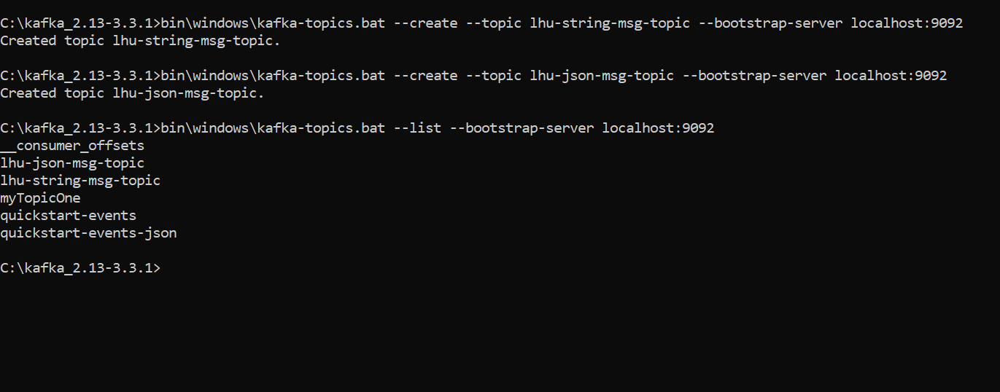 C:\kafka_2.13-3.3.1>bin\windows\kafka-topics.bat --create --topic lhu-string-msg-topic --bootstrap-server localhost:9092
Created topic lhu-string-msg-topic.
C:\kafka_2.13-3.3.1>bin\windows\kafka-topics.bat --create --topic lhu-json-msg-topic --bootstrap-server localhost:9092
Created topic lhu-json-msg-topic.
C:\kafka_2.13-3.3.1>bin\windows\kafka-topics.bat --list --bootstrap-server localhost:9092
__consumer_offsets
lhu-json-msg-topic
lhu-string-msg-topic
myTopicOne
quickstart-events
quickstart-events-json
C:\kafka_2.13-3.3.1>